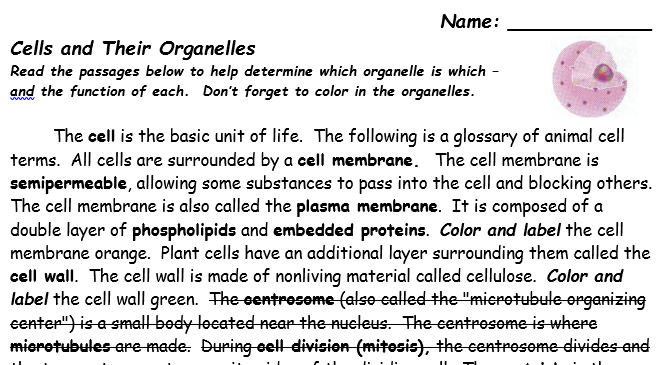 Name: _______________
Cells and Their Organelles
Read the passages below to help determine which organelle is which –
and the function of each. Don't forget to color in the organelles.
The cell is the basic unit of life. The following is a glossary of animal cell
terms. All cells are surrounded by a cell membrane. The cell membrane is
semipermeable, allowing some substances to pass into the cell and blocking others.
The cell membrane is also called the plasma membrane. It is composed of a
double layer of phospholipids and embedded proteins. Color and label the cell
membrane orange. Plant cells have an additional layer surrounding them called the
cell wall. The cell wall is made of nonliving material called cellulose. Color and
label the cell wall green. The centrosome (also called the "microtubule organizing
center") is a small body located near the nucleus. The centrosome is where
microtubules are made. During cell division (mitosis), the centrosome divides and